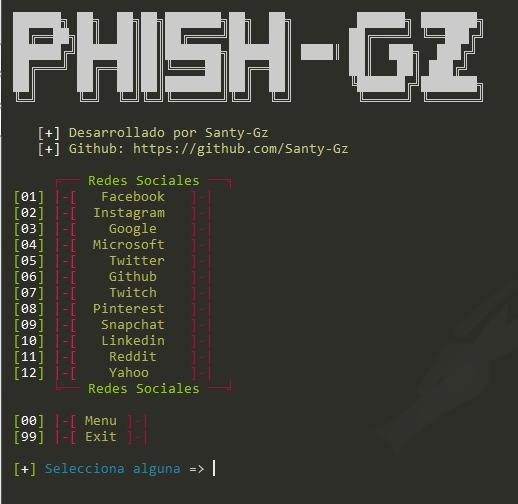 PHISH-GZ
[+] Desarrollado por Santy-Gz
[+] Github: https://github.com/Santy-Gz
Redes Sociales
[01] |-[ Facebook ]-|
[02] |-[ Instagram ]-|
[03] |-[ Google ]-|
[04] |-[ Microsoft ]-|
[05] |-[ Twitter ]-|
[06] |-[ Github ]-|
[07] |-[ Twitch ]-|
[08] |-[ Pinterest ]-|
[09] |-[ Snapchat ]-|
[10] |-[ Linkedin ]-|
[11] |-[ Reddit ]-|
[12] |-[ Yahoo ]-|
Redes Sociales
[00] |-[ Menu ]-|
[99] |-[ Exit ]-|
[+] Selecciona alguna =>